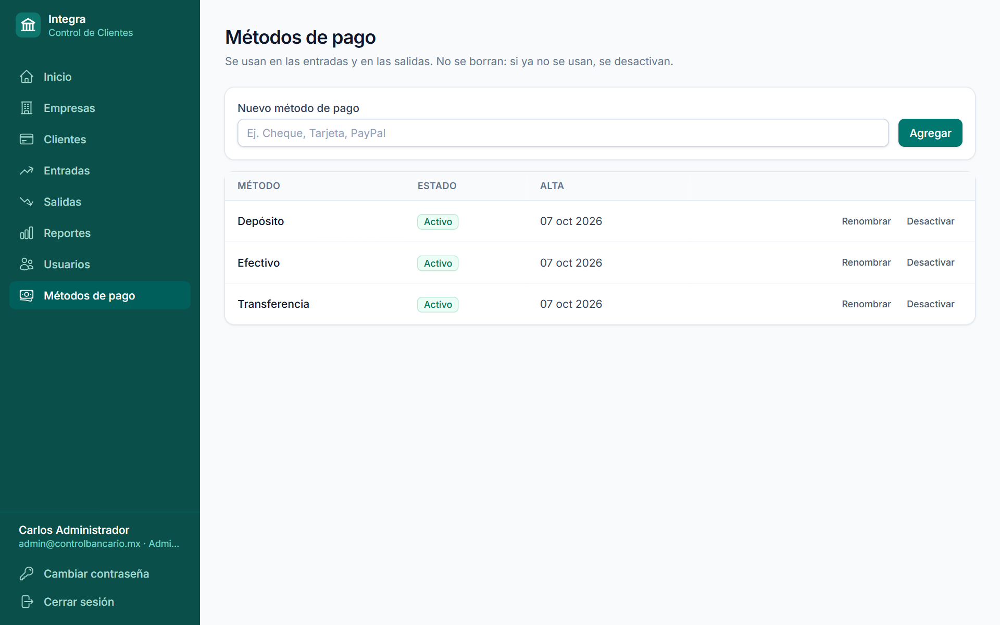 Integra
Control de Clientes
Inicio
Empresas
Clientes
Entradas
Salidas
Reportes
Usuarios
Métodos de pago
Carlos Administrador
admin@controlbancario.mx · Admi...
Cambiar contraseña
Cerrar sesión
Métodos de pago
Se usan en las entradas y en las salidas. No se borran: si ya no se usan, se desactivan.
Nuevo método de pago
Ej. Cheque, Tarjeta, PayPal
Agregar
MÉTODO ESTADO ALTA
Depósito Activo 07 oct 2026 Renombrar Desactivar
Efectivo Activo 07 oct 2026 Renombrar Desactivar
Transferencia Activo 07 oct 2026 Renombrar Desactivar